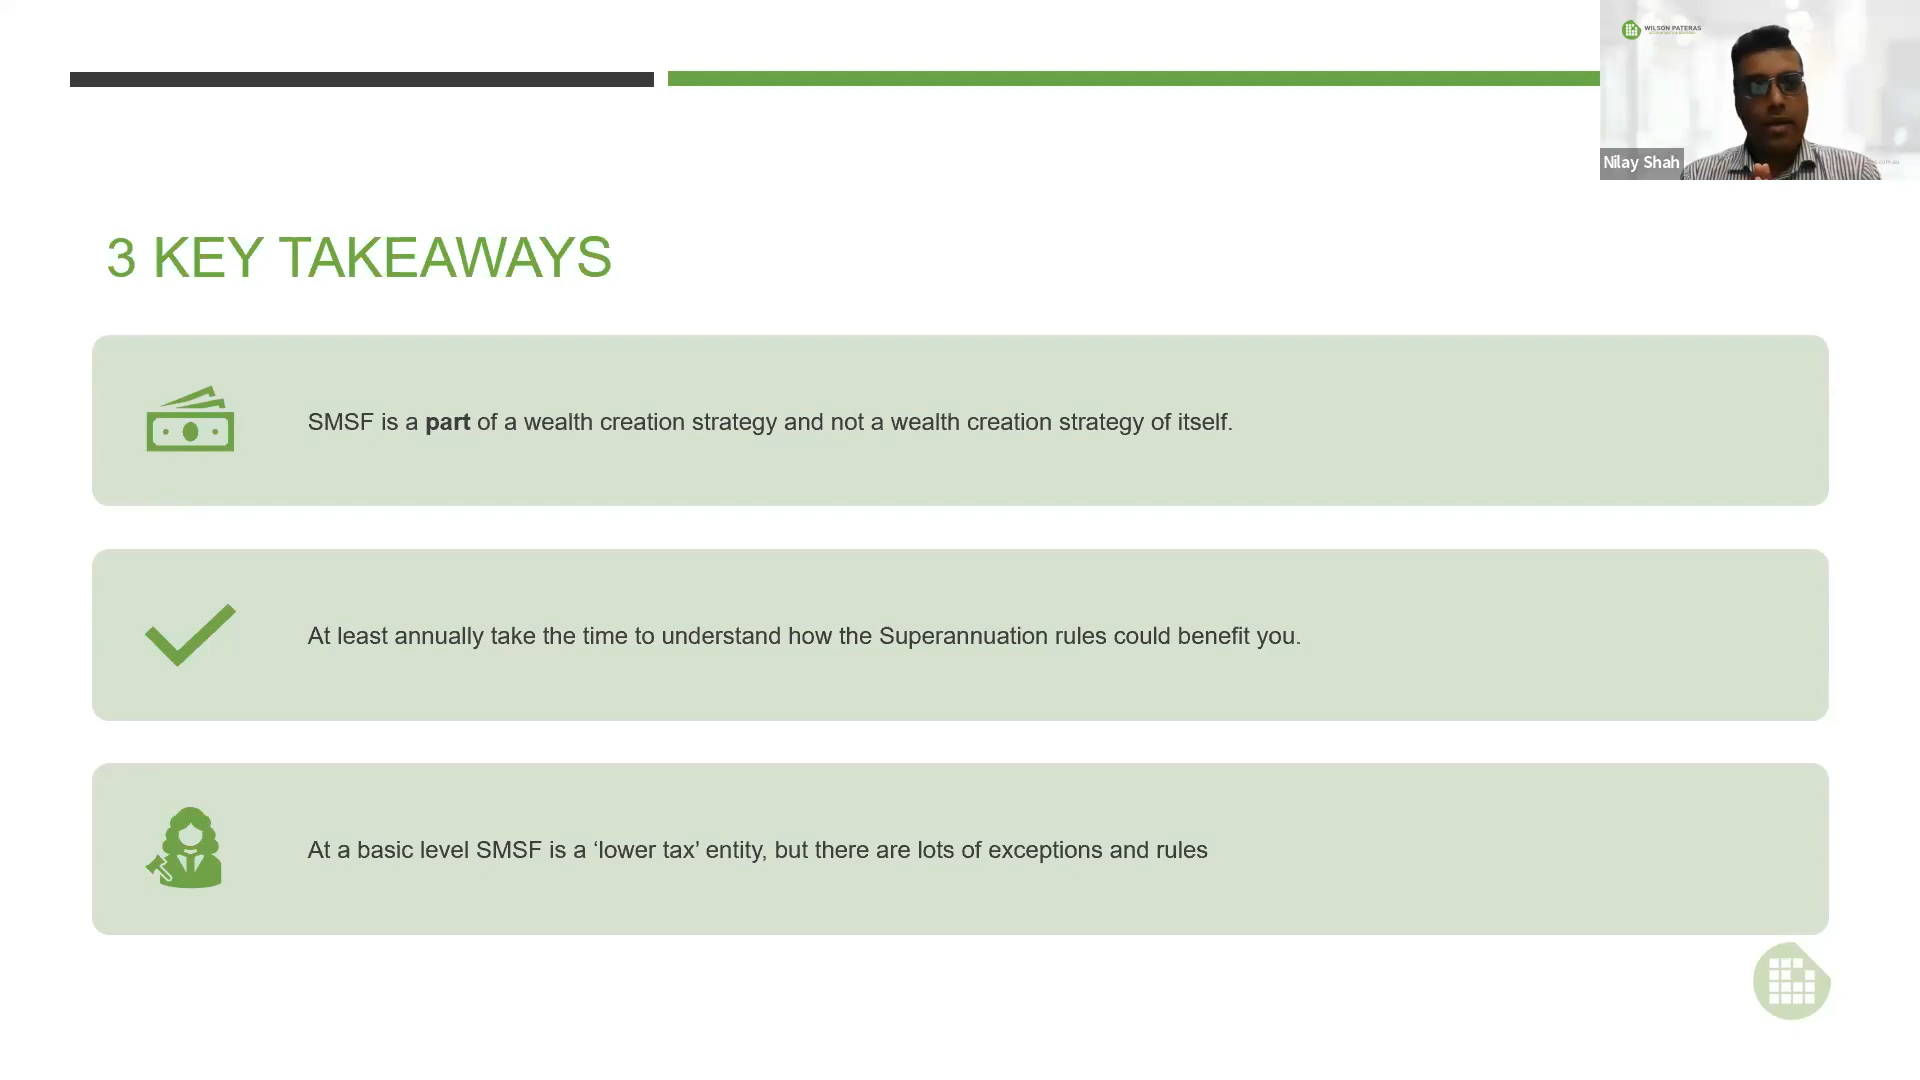 WILSON PATERAS
Nilay Shah
3 KEY TAKEAWAYS
SMSF is a part of a wealth creation strategy and not a wealth creation strategy of itself.
At least annually take the time to understand how the Superannuation rules could benefit you.
At a basic level SMSF is a ‘lower tax’ entity, but there are lots of exceptions and rules